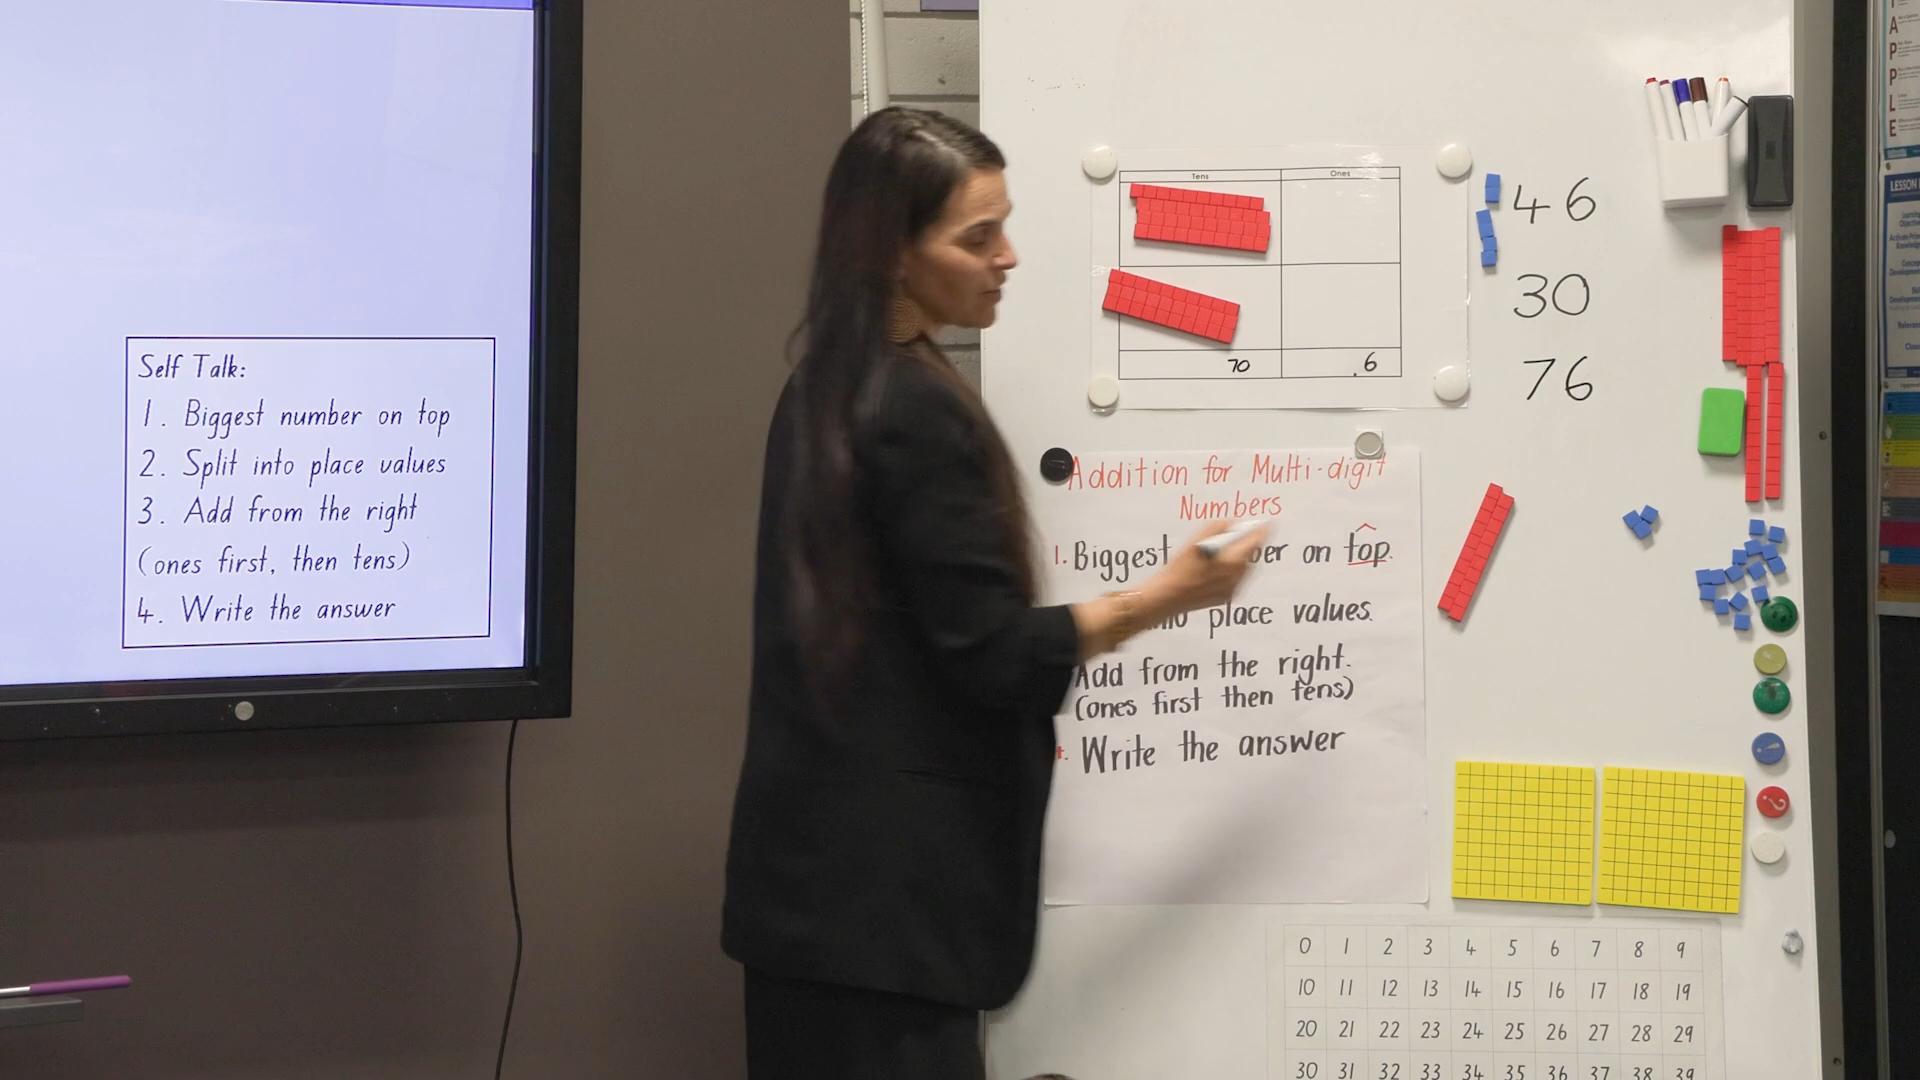 Self Talk:
1. Biggest number on top
2. Split into place values
3. Add from the right
(ones first, then tens)
4. Write the answer
Tens Ones
70 .6
46
30
76
Addition for Multi-digit
Numbers
1. Biggest on top.
place values.
Add from the right.
(ones first then tens)
Write the answer
0 1 2 3 4 5 6 7 8 9
10 11 12 13 14 15 16 17 18 19
20 21 22 23 24 25 26 27 28 29
30 31 32 33 34 35 36 37 38 39
A
P
P
L
E
LESSON